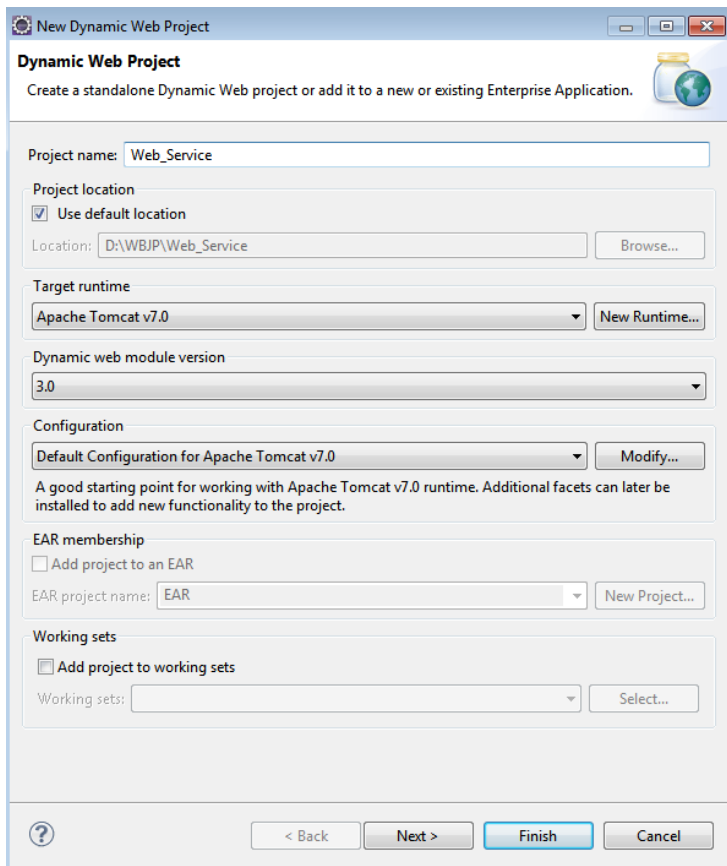 New Dynamic Web Project
Dynamic Web Project
Create a standalone Dynamic Web project or add it to a new or existing Enterprise Application.
Project name: Web_Service
Project location
Use default location
Location: D:\WBJP\Web_Service Browse...
Target runtime
Apache Tomcat v7.0 New Runtime...
Dynamic web module version
3.0
Configuration
Default Configuration for Apache Tomcat v7.0 Modify...
A good starting point for working with Apache Tomcat v7.0 runtime. Additional facets can later be
installed to add new functionality to the project.
EAR membership
Add project to an EAR
EAR project name: EAR New Project...
Working sets
Add project to working sets
Working sets: Select...
? < Back Next > Finish Cancel